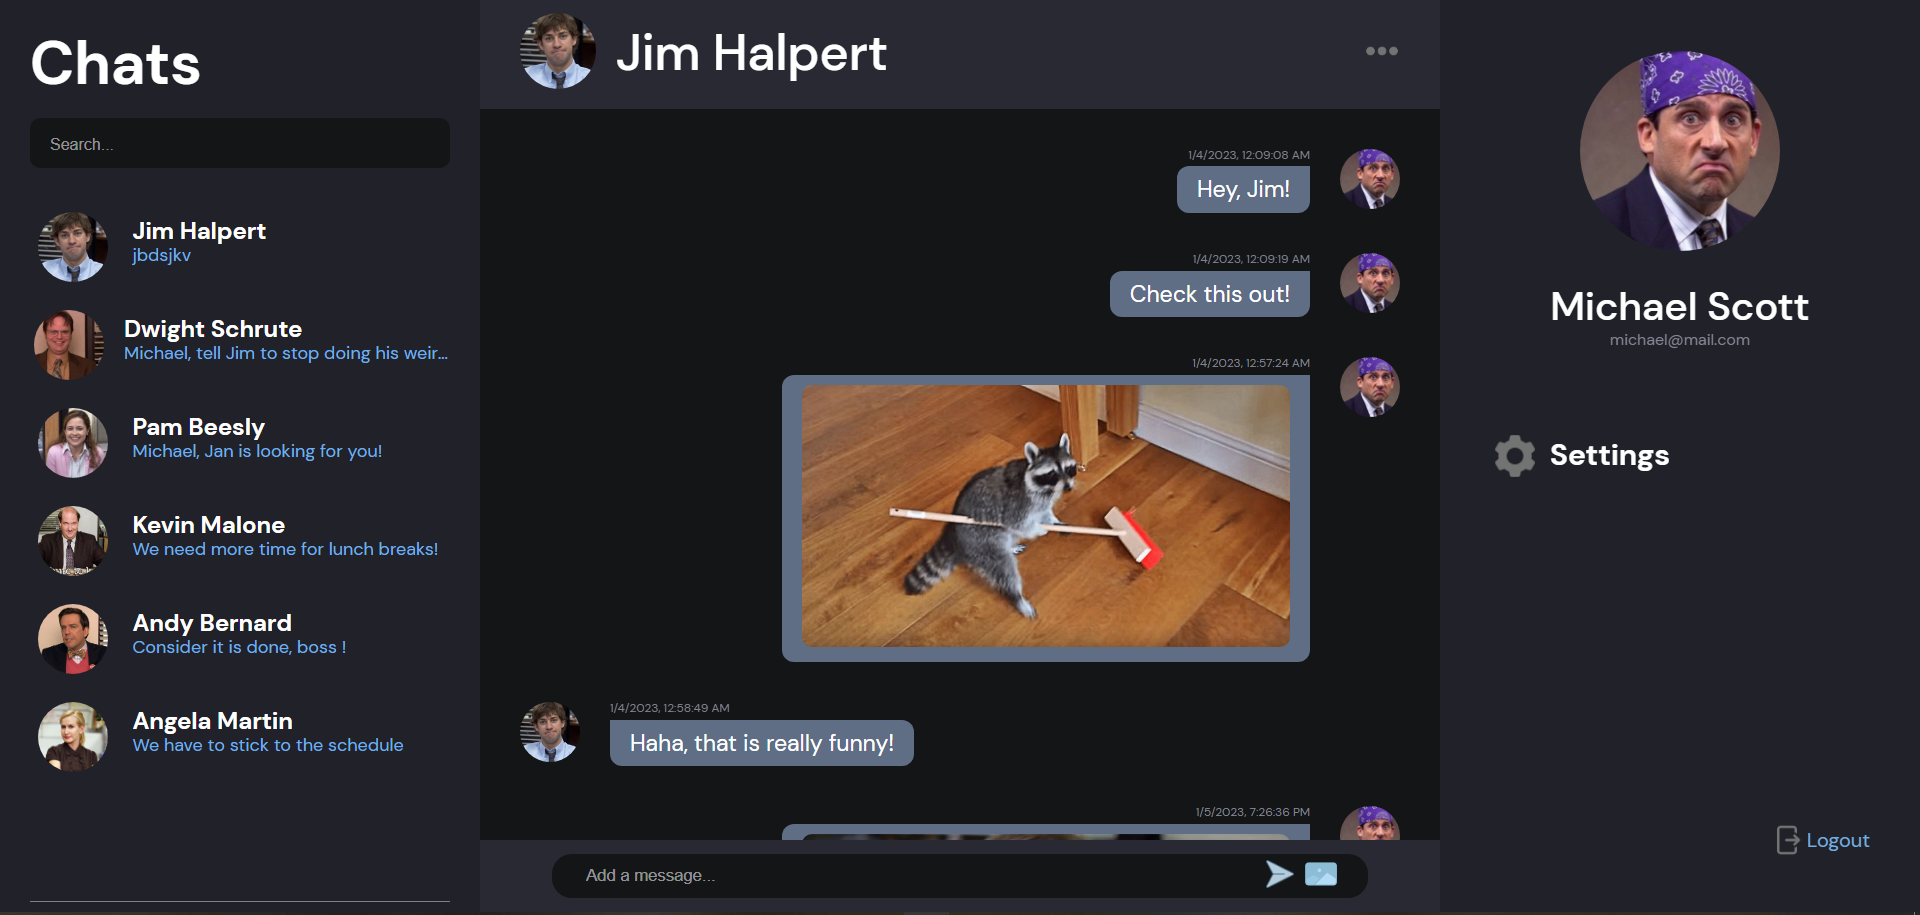 Chats
Search...
Jim Halpert
jbdsjkv
Dwight Schrute
Michael, tell Jim to stop doing his weir...
Pam Beesly
Michael, Jan is looking for you!
Kevin Malone
We need more time for lunch breaks!
Andy Bernard
Consider it is done, boss !
Angela Martin
We have to stick to the schedule
Jim Halpert
1/4/2023, 12:09:08 AM
Hey, Jim!
1/4/2023, 12:09:19 AM
Check this out!
1/4/2023, 12:57:24 AM
1/4/2023, 12:58:49 AM
Haha, that is really funny!
1/5/2023, 7:26:36 PM
Add a message...
Michael Scott
michael@mail.com
Settings
Logout